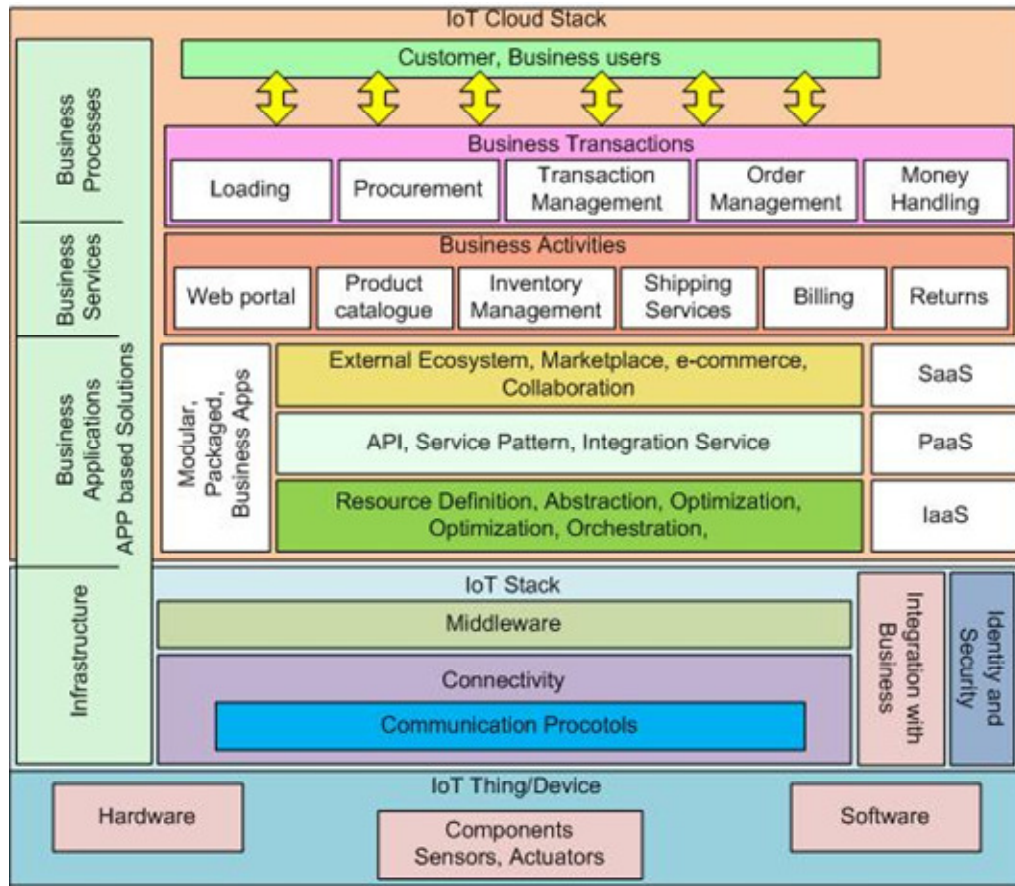 IoT Cloud Stack
Customer, Business users
Business
Processes
Business Transactions
Loading
Procurement
Transaction
Management
Order
Management
Money
Handling
Business
Services
Business Activities
Web portal
Product
catalogue
Inventory
Management
Shipping
Services
Billing
Returns
Business
Applications
APP based Solutions
Modular,
Packaged,
Business Apps
External Ecosystem, Marketplace, e-commerce,
Collaboration
SaaS
API, Service Pattern, Integration Service
PaaS
Resource Definition, Abstraction, Optimization,
Optimization, Orchestration,
IaaS
Infrastructure
IoT Stack
Middleware
Connectivity
Communication Procotols
Integration with
Business
Identity and
Security
IoT Thing/Device
Hardware
Components
Sensors, Actuators
Software